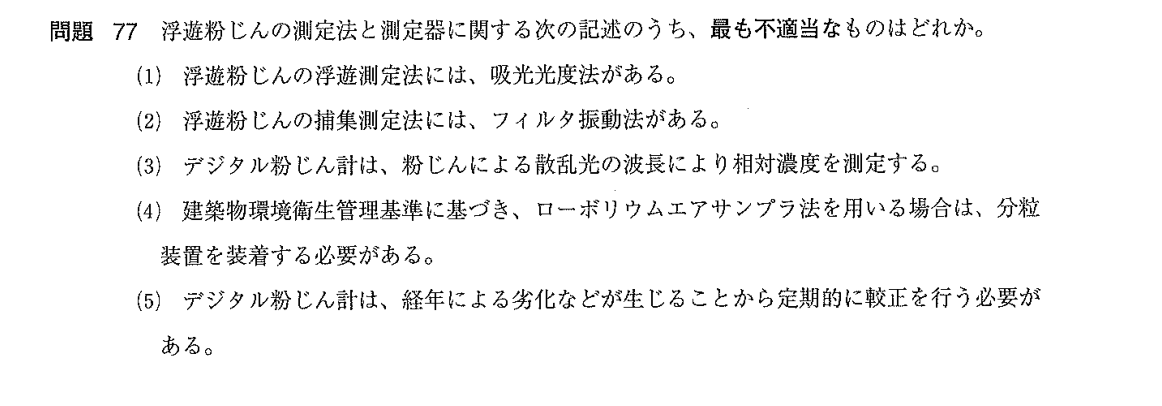 問題 77 浮遊粉じんの測定法と測定器に関する次の記述のうち、最も不適当なものはどれか。
(1) 浮遊粉じんの浮遊測定法には、吸光光度法がある。
(2) 浮遊粉じんの捕集測定法には、フィルタ振動法がある。
(3) デジタル粉じん計は、粉じんによる散乱光の波長により相対濃度を測定する。
(4) 建築物環境衛生管理基準に基づき、ローボリウムエアサンプラ法を用いる場合は、分粒
装置を装着する必要がある。
(5) デジタル粉じん計は、経年による劣化などが生じることから定期的に較正を行う必要が
ある。